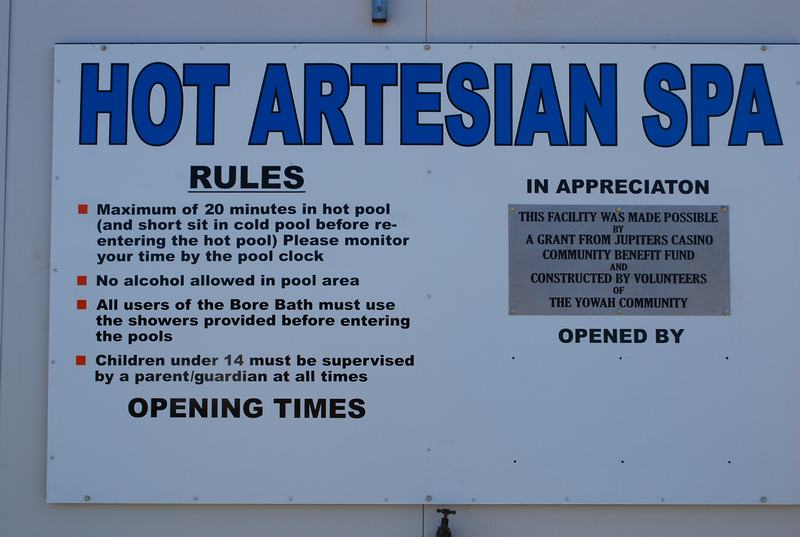 HOT ARTESIAN SPA
RULES
Maximum of 20 minutes in hot pool
(and short sit in cold pool before re-
entering the hot pool) Please monitor
your time by the pool clock
No alcohol allowed in pool area
All users of the Bore Bath must use
the showers provided before entering
the pools
Children under 14 must be supervised
by a parent/guardian at all times
OPENING TIMES
IN APPRECIATON
THIS FACILITY WAS MADE POSSIBLE
BY
A GRANT FROM JUPITERS CASINO
COMMUNITY BENEFIT FUND
AND
CONSTRUCTED BY VOLUNTEERS
OF
THE YOWAH COMMUNITY
OPENED BY